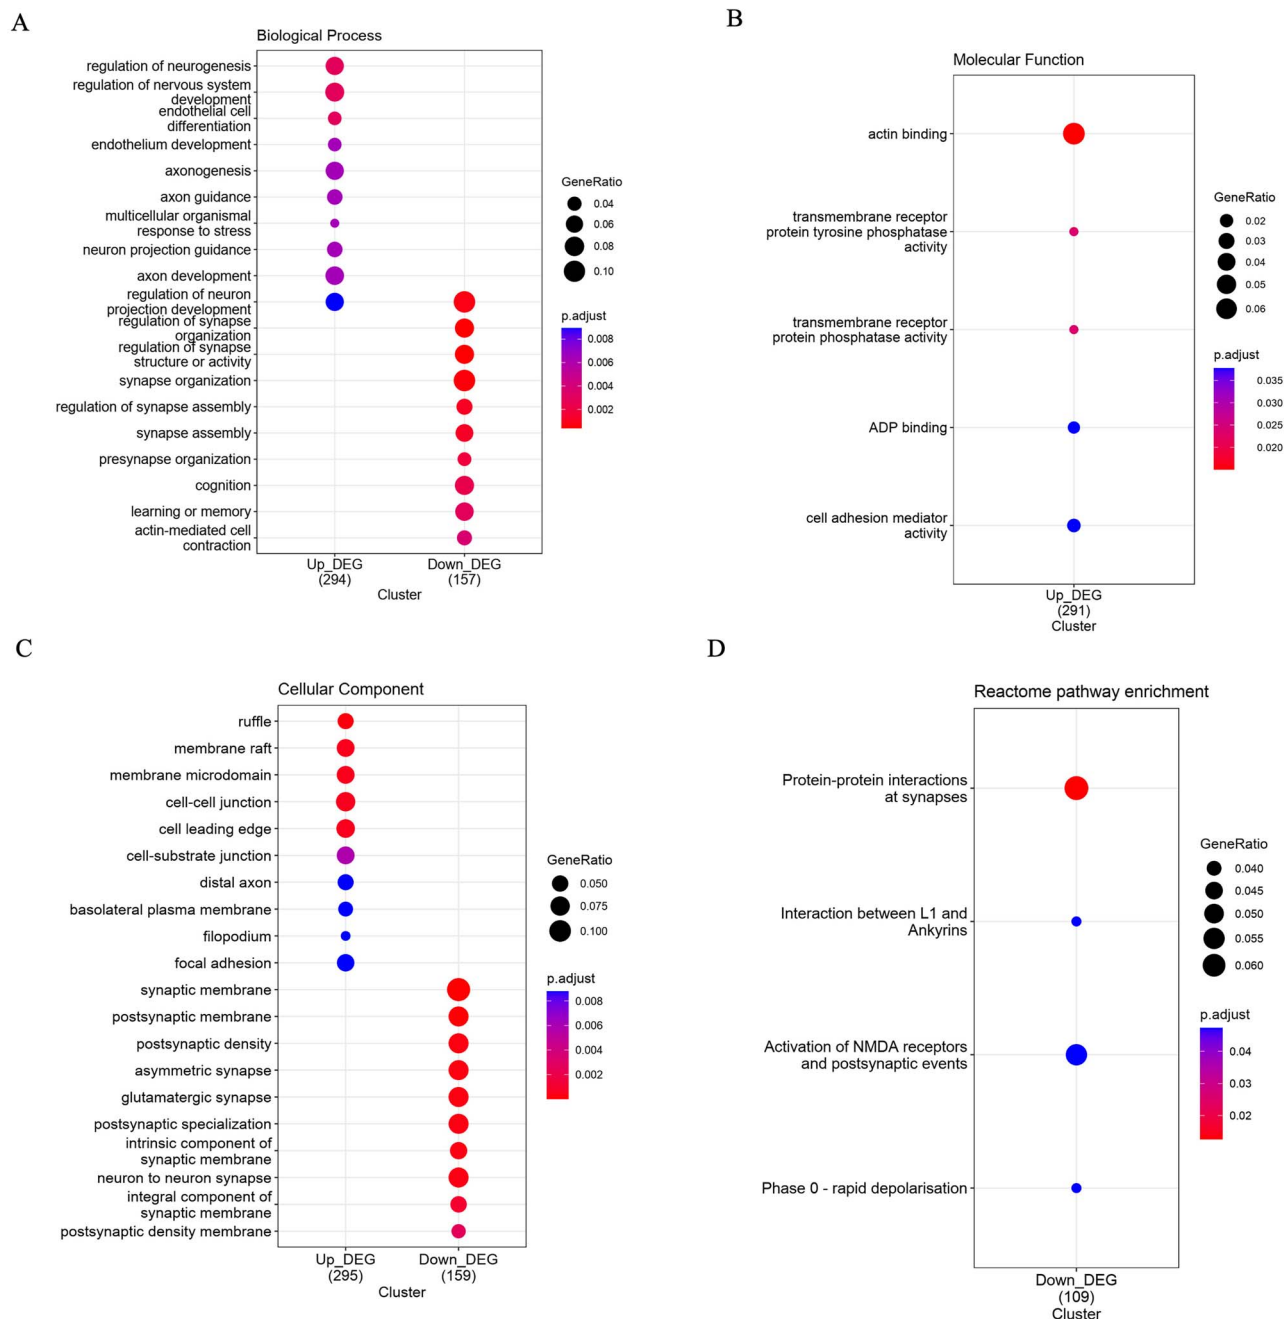 A
Biological Process
regulation of neurogenesis
regulation of nervous system
development
endothelial cell
differentiation
endothelium development
axonogenesis
axon guidance
multicellular organismal
response to stress
neuron projection guidance
axon development
regulation of neuron
projection development
regulation of synapse
organization
regulation of synapse
structure or activity
synapse organization
regulation of synapse assembly
synapse assembly
presynapse organization
cognition
learning or memory
actin-mediated cell
contraction
Up_DEG
(294)
Down_DEG
(157)
Cluster
GeneRatio
0.04
0.06
0.08
0.10
p.adjust
0.008
0.006
0.004
0.002
B
Molecular Function
actin binding
transmembrane receptor
protein tyrosine phosphatase
activity
transmembrane receptor
protein phosphatase activity
ADP binding
cell adhesion mediator
activity
Up_DEG
(291)
Cluster
GeneRatio
0.02
0.03
0.04
0.05
0.06
p.adjust
0.035
0.030
0.025
0.020
C
Cellular Component
ruffle
membrane raft
membrane microdomain
cell-cell junction
cell leading edge
cell-substrate junction
distal axon
basolateral plasma membrane
filopodium
focal adhesion
synaptic membrane
postsynaptic membrane
postsynaptic density
asymmetric synapse
glutamatergic synapse
postsynaptic specialization
intrinsic component of
synaptic membrane
neuron to neuron synapse
integral component of
synaptic membrane
postsynaptic density membrane
Up_DEG
(295)
Down_DEG
(159)
Cluster
GeneRatio
0.050
0.075
0.100
p.adjust
0.008
0.006
0.004
0.002
D
Reactome pathway enrichment
Protein-protein interactions
at synapses
Interaction between L1 and
Ankyrins
Activation of NMDA receptors
and postsynaptic events
Phase 0 - rapid depolarisation
Down_DEG
(109)
Cluster
GeneRatio
0.040
0.045
0.050
0.055
0.060
p.adjust
0.04
0.03
0.02